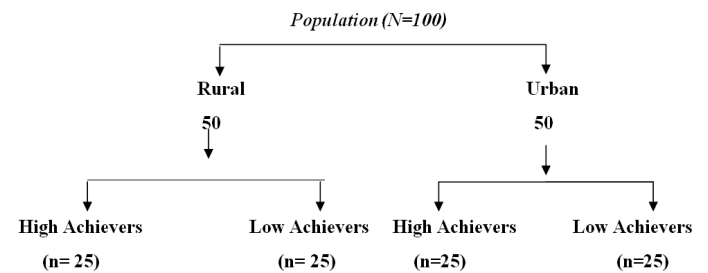 Population (N=100)
Rural Urban
50 50
High Achievers Low Achievers High Achievers Low Achievers
(n= 25) (n= 25) (n=25) (n=25)